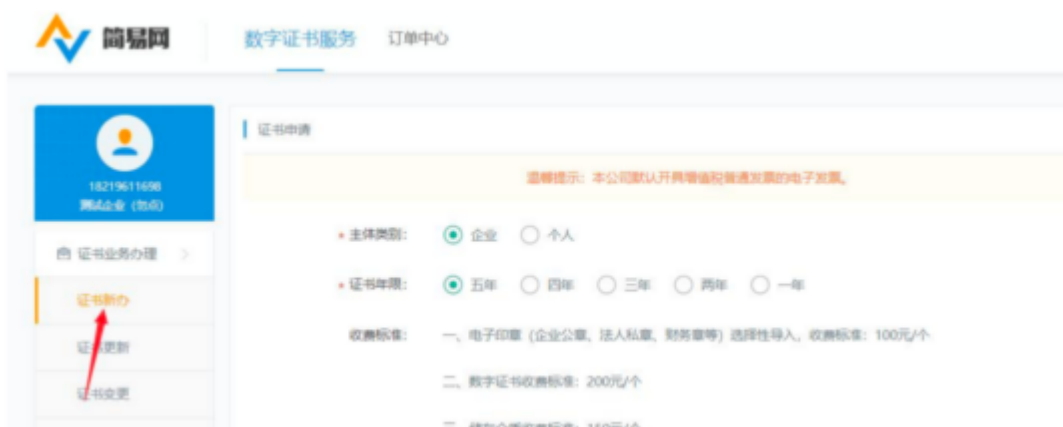 简易网
数字证书服务 订单中心
18219611698
测试企业（勿点）
证书业务办理
证书新办
证书更新
证书变更
证书申请
温馨提示：本公司默认开具增值税普通发票的电子发票。
* 主体类别： 企业 个人
* 证书年限： 五年 四年 三年 两年 一年
收费标准： 一、电子印章（企业公章、法人私章、财务章等）选择性导入，收费标准：100元/个
二、数字证书收费标准：200元/个